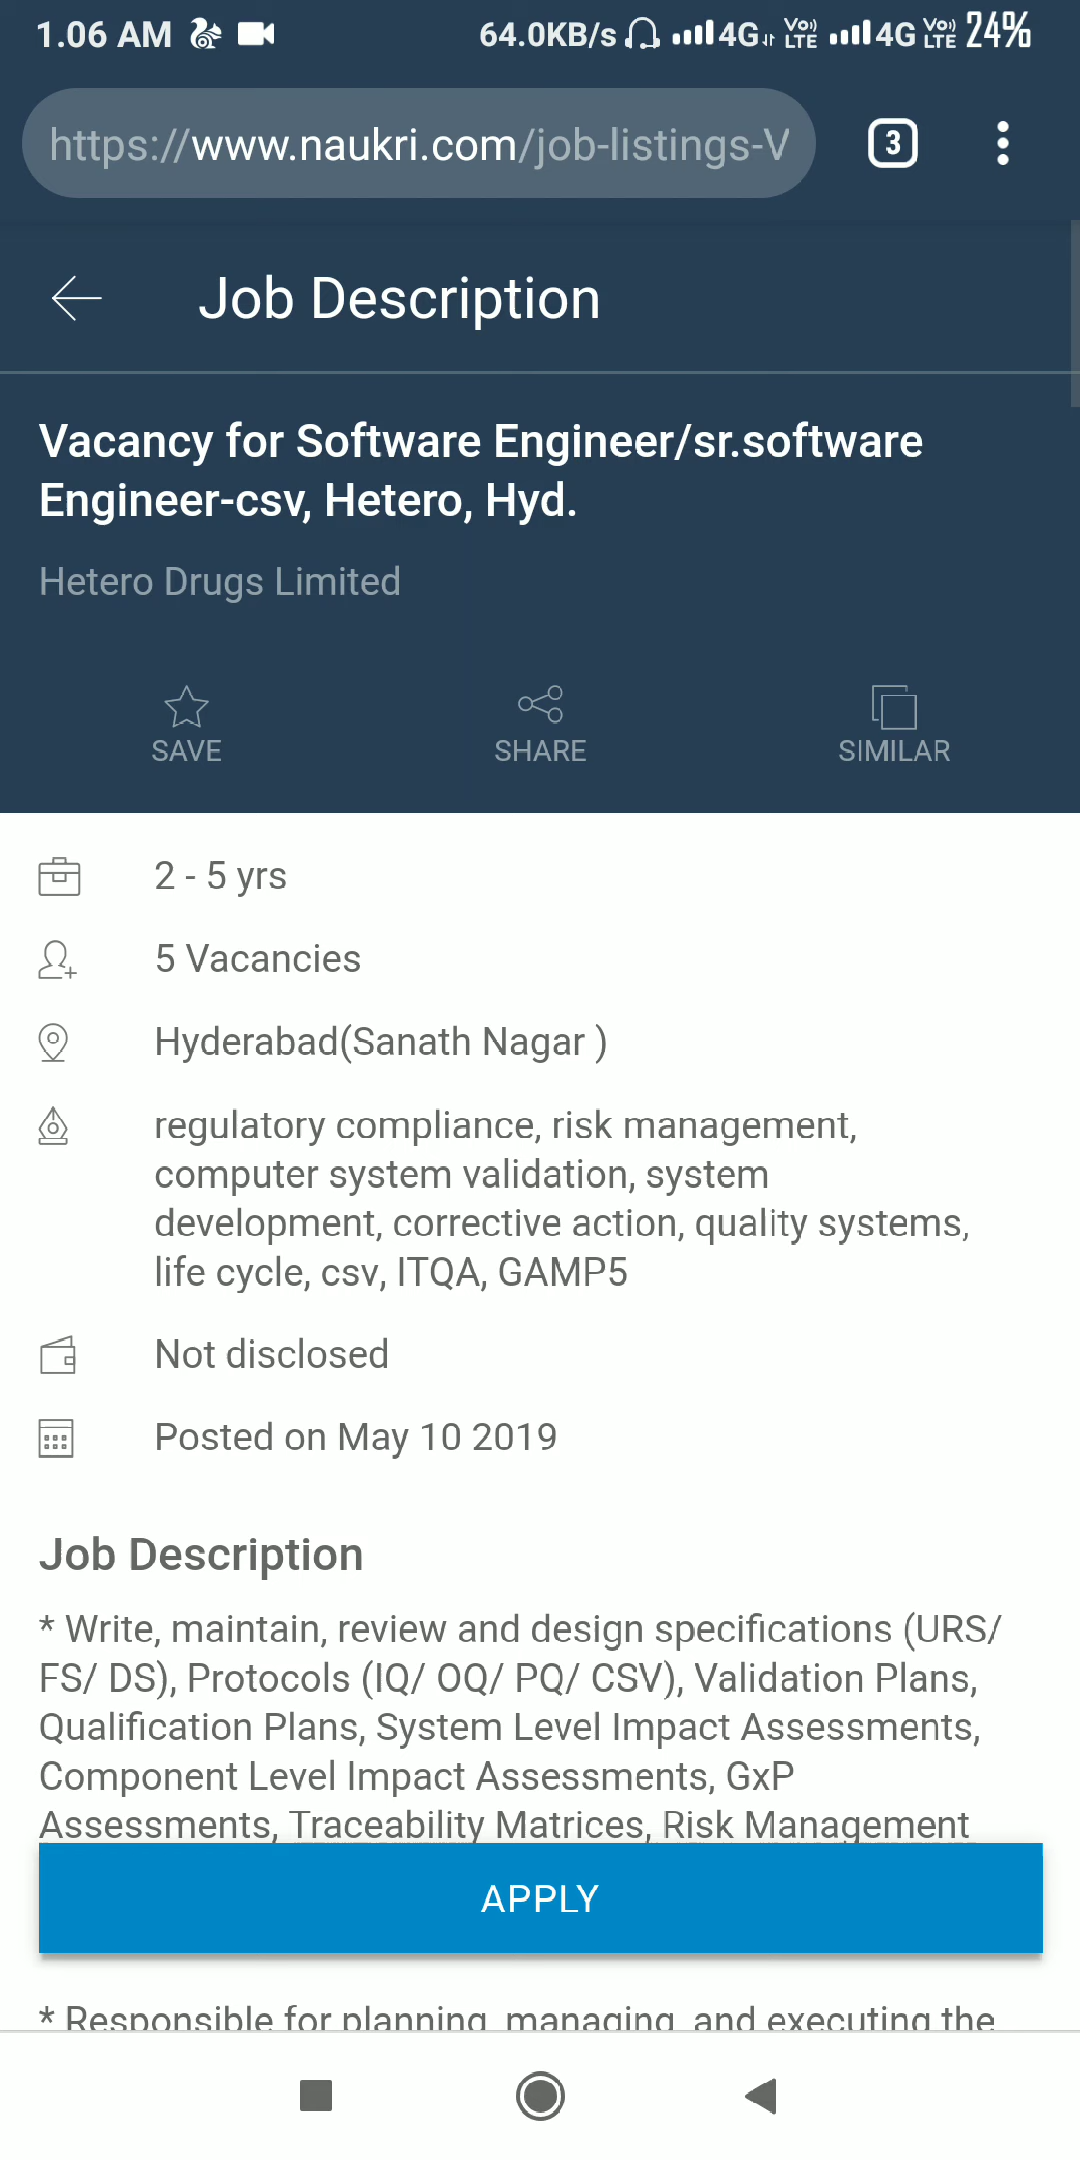 1.06 AM 64.0KB/s 4G Vo)) LTE 4G Vo)) LTE 24%
https://www.naukri.com/job-listings-V 3
Job Description
Vacancy for Software Engineer/sr.software
Engineer-csv, Hetero, Hyd.
Hetero Drugs Limited
SAVE SHARE SIMILAR
2 - 5 yrs
5 Vacancies
Hyderabad(Sanath Nagar )
regulatory compliance, risk management,
computer system validation, system
development, corrective action, quality systems,
life cycle, csv, ITQA, GAMP5
Not disclosed
Posted on May 10 2019
Job Description
* Write, maintain, review and design specifications (URS/
FS/ DS), Protocols (IQ/ OQ/ PQ/ CSV), Validation Plans,
Qualification Plans, System Level Impact Assessments,
Component Level Impact Assessments, GxP
Assessments, Traceability Matrices, Risk Management
APPLY
* Responsible for planning, managing, and executing the